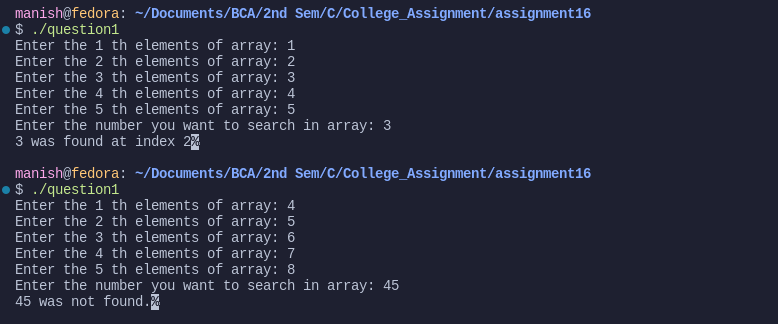 manish@fedora: ~/Documents/BCA/2nd Sem/C/College_Assignment/assignment16
$ ./question1
Enter the 1 th elements of array: 1
Enter the 2 th elements of array: 2
Enter the 3 th elements of array: 3
Enter the 4 th elements of array: 4
Enter the 5 th elements of array: 5
Enter the number you want to search in array: 3
3 was found at index 2%
manish@fedora: ~/Documents/BCA/2nd Sem/C/College_Assignment/assignment16
$ ./question1
Enter the 1 th elements of array: 4
Enter the 2 th elements of array: 5
Enter the 3 th elements of array: 6
Enter the 4 th elements of array: 7
Enter the 5 th elements of array: 8
Enter the number you want to search in array: 45
45 was not found.%